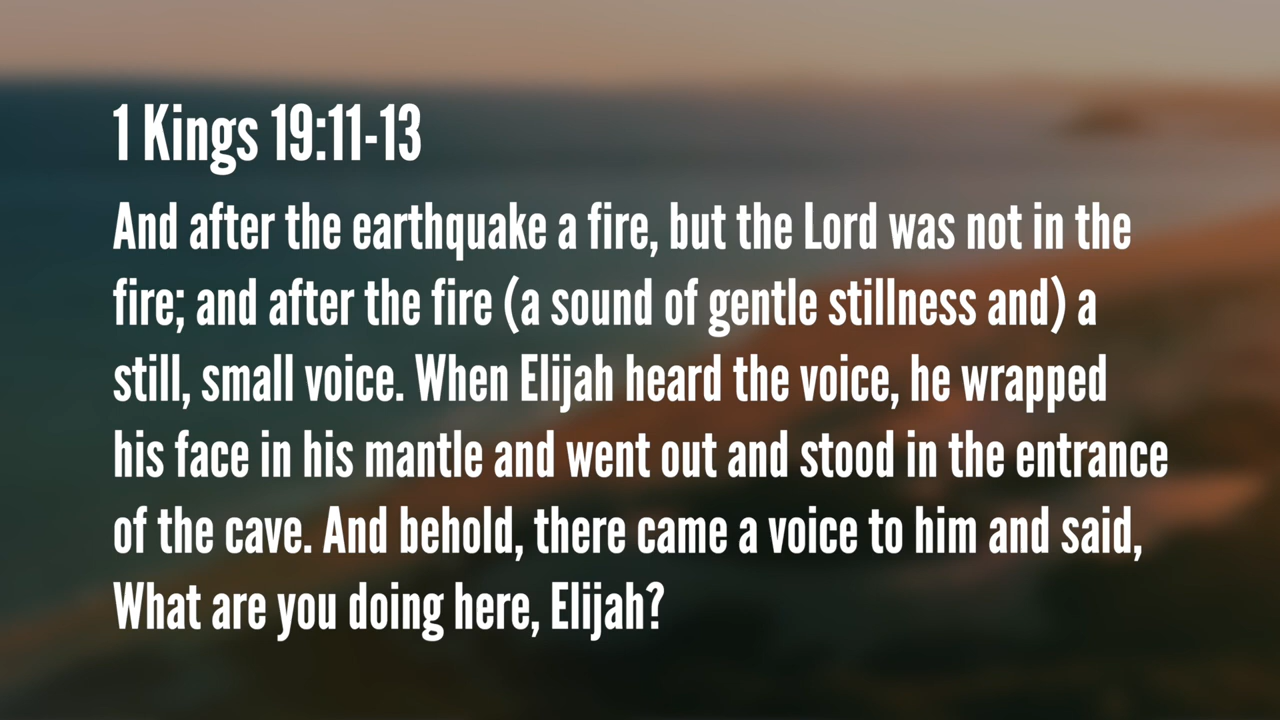 1 Kings 19:11-13
And after the earthquake a fire, but the Lord was not in the
fire; and after the fire (a sound of gentle stillness and) a
still, small voice. When Elijah heard the voice, he wrapped
his face in his mantle and went out and stood in the entrance
of the cave. And behold, there came a voice to him and said,
What are you doing here, Elijah?